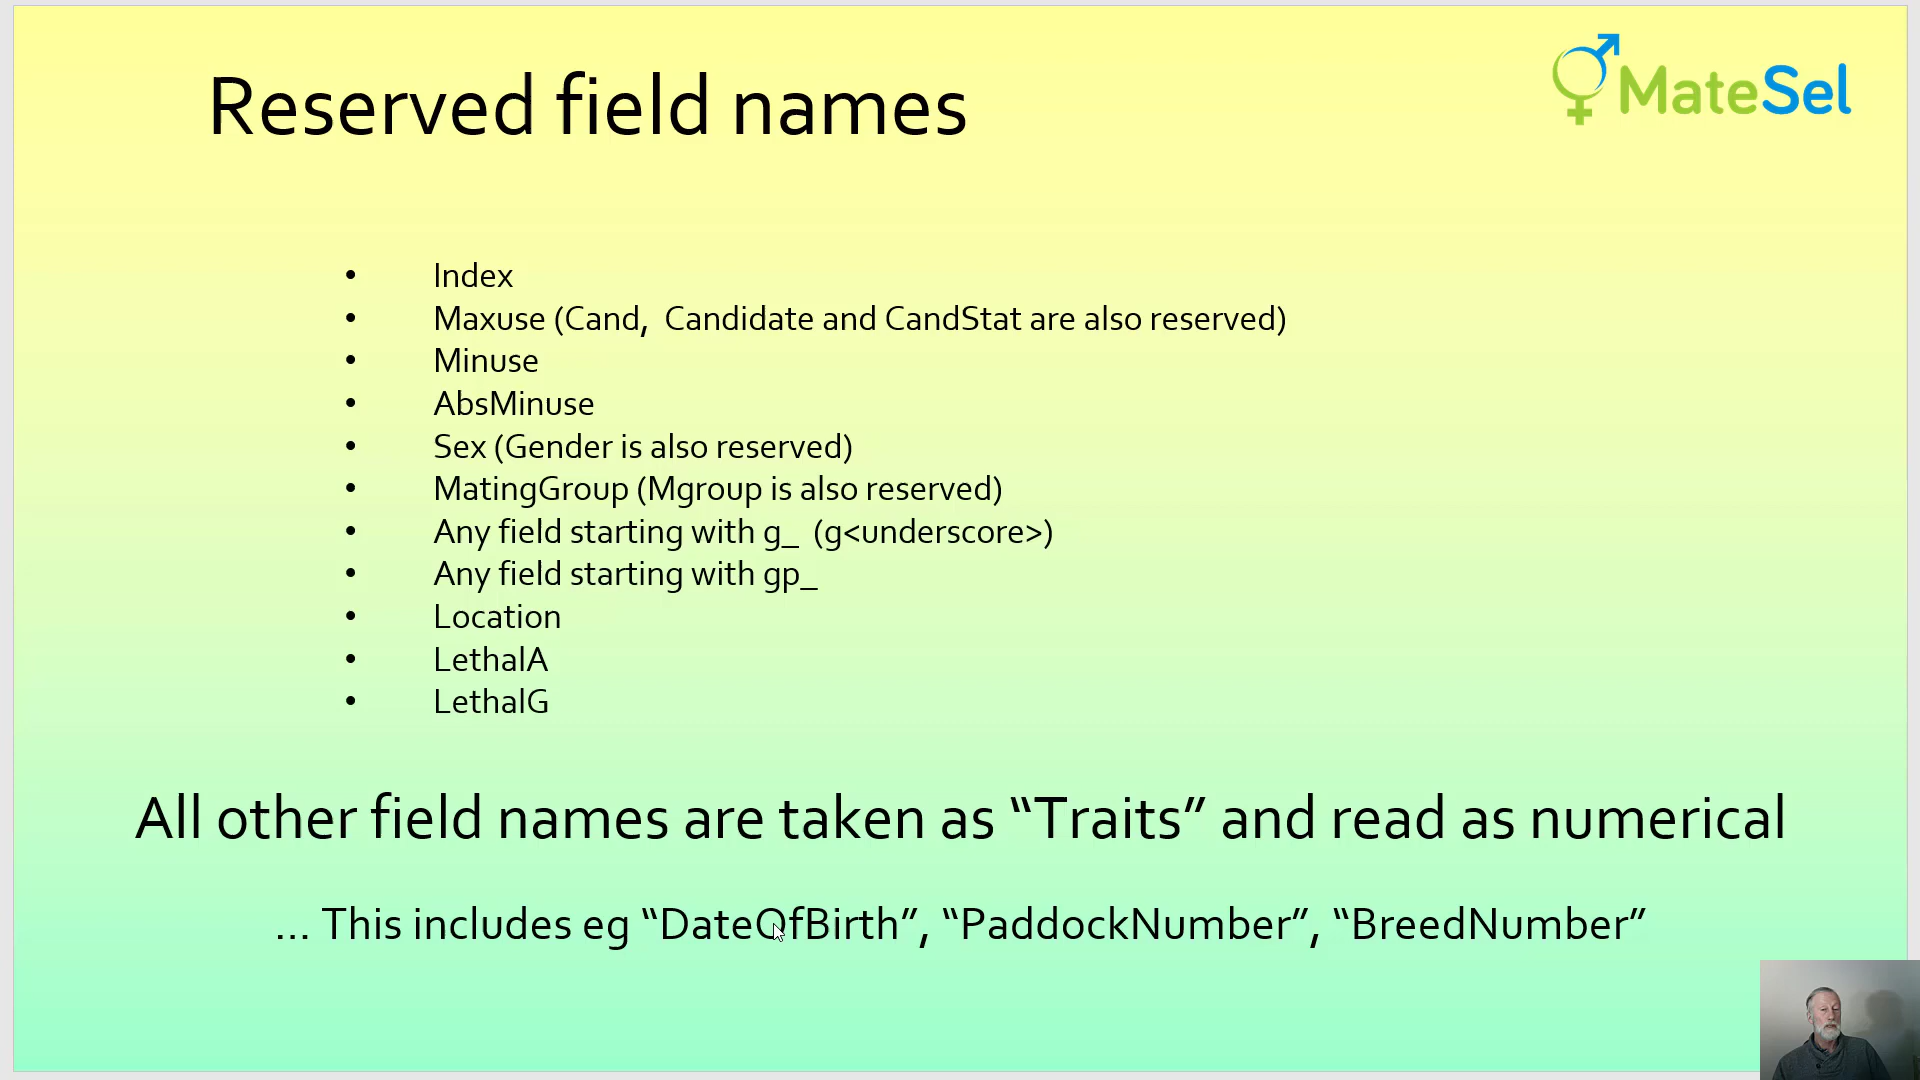 Reserved field names
MateSel
• Index
• Maxuse (Cand,  Candidate and CandStat are also reserved)
• Minuse
• AbsMinuse
• Sex (Gender is also reserved)
• MatingGroup (Mgroup is also reserved)
• Any field starting with g_  (g<underscore>)
• Any field starting with gp_
• Location
• LethalA
• LethalG
All other field names are taken as “Traits” and read as numerical
... This includes eg “DateOfBirth”, “PaddockNumber”, “BreedNumber”